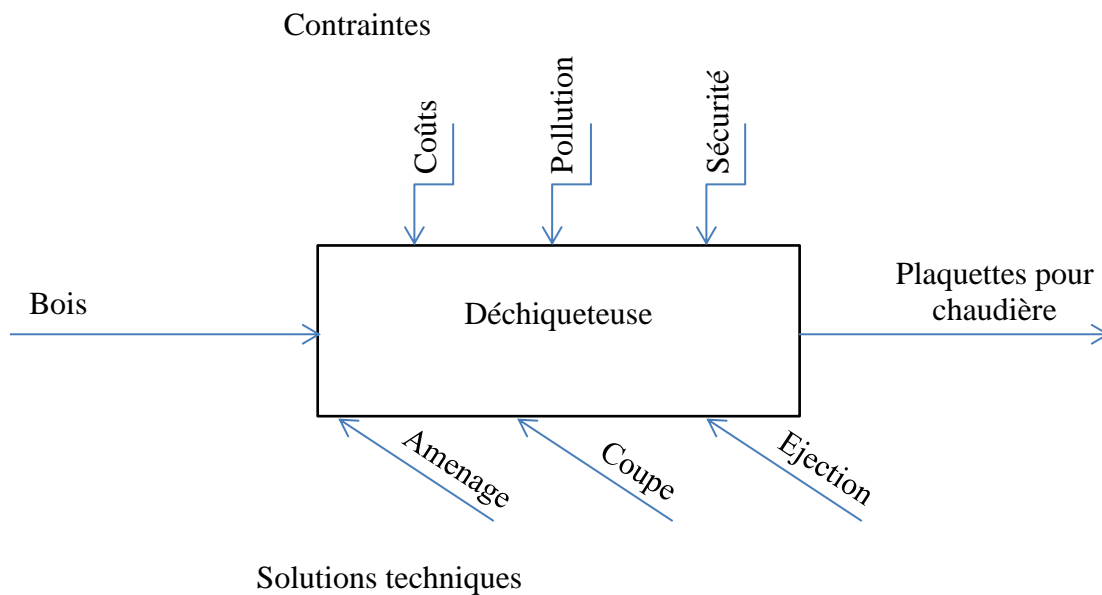 Contraintes
Coûts
Pollution
Sécurité
Bois
Déchiqueteuse
Plaquettes pour
chaudière
Amenage
Coupe
Ejection
Solutions techniques